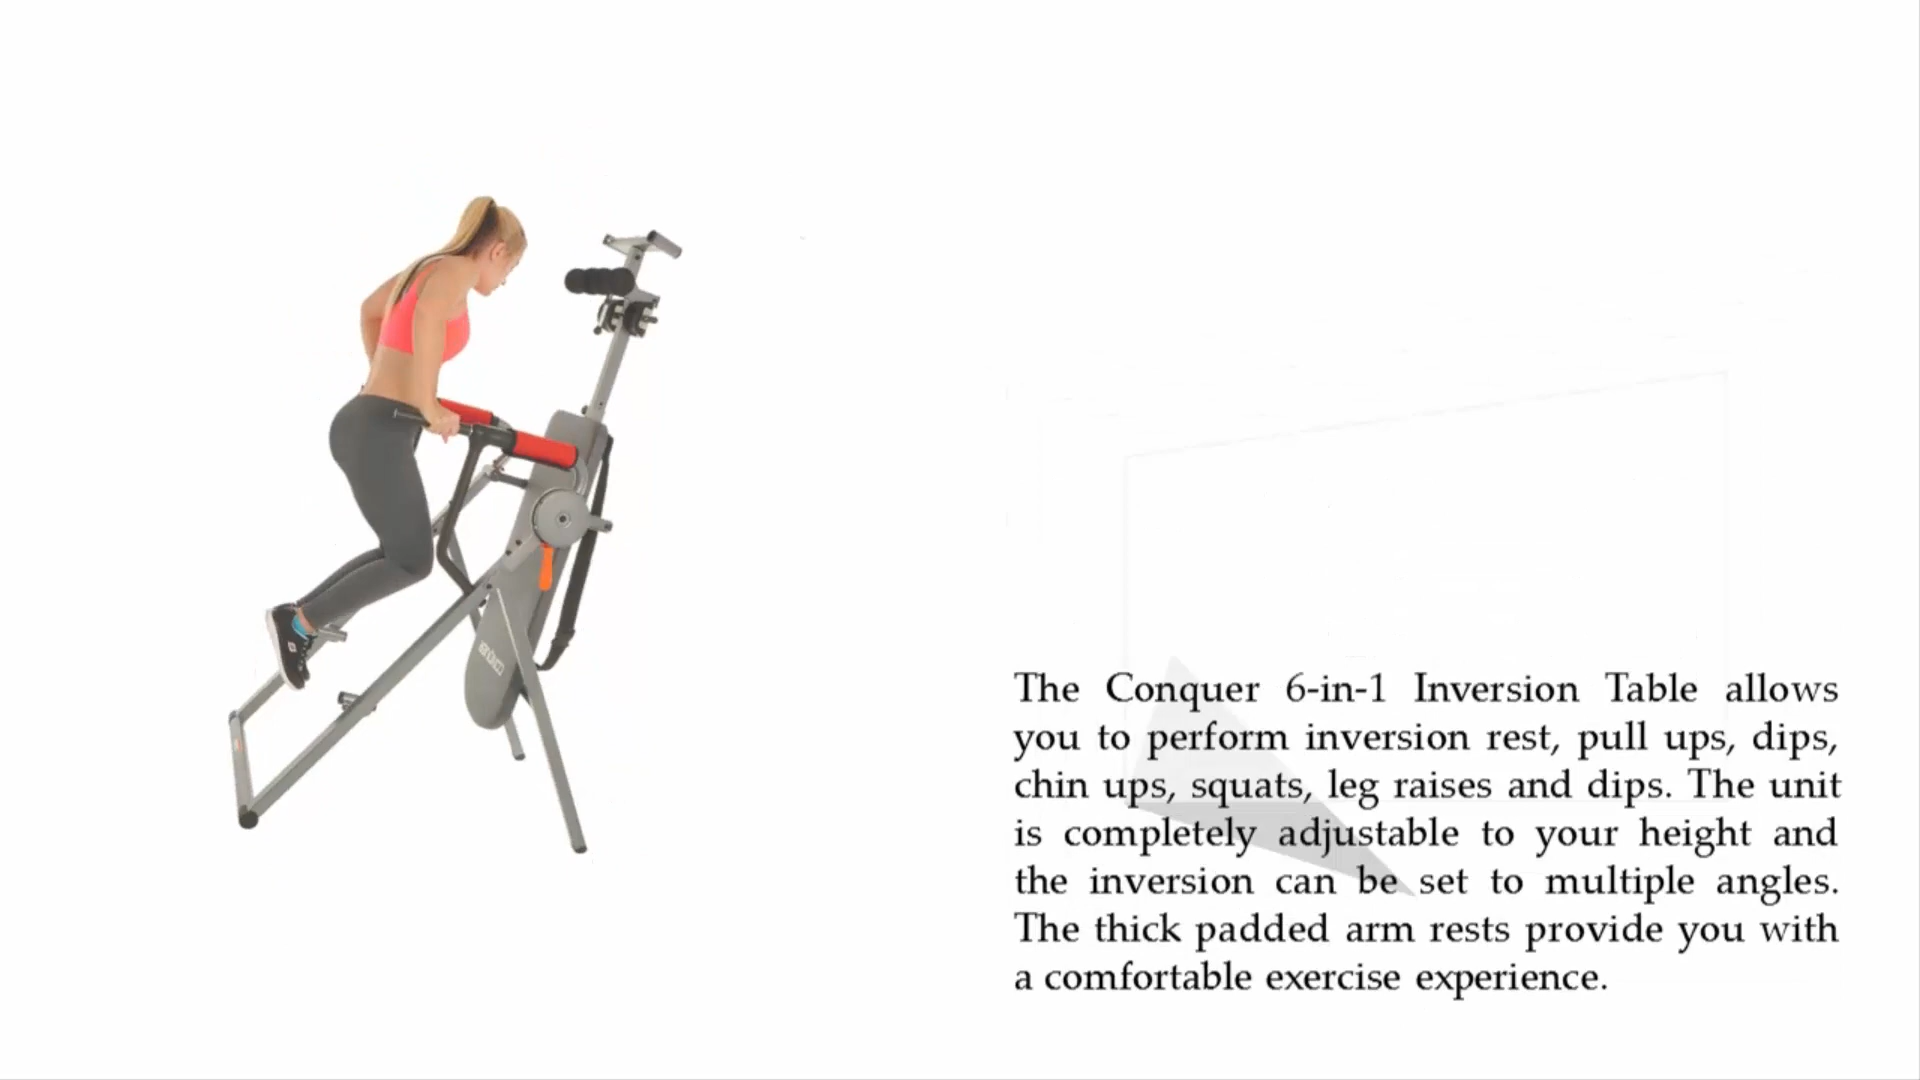 The Conquer 6-in-1 Inversion Table allows
you to perform inversion rest, pull ups, dips,
chin ups, squats, leg raises and dips. The unit
is completely adjustable to your height and
the inversion can be set to multiple angles.
The thick padded arm rests provide you with
a comfortable exercise experience.